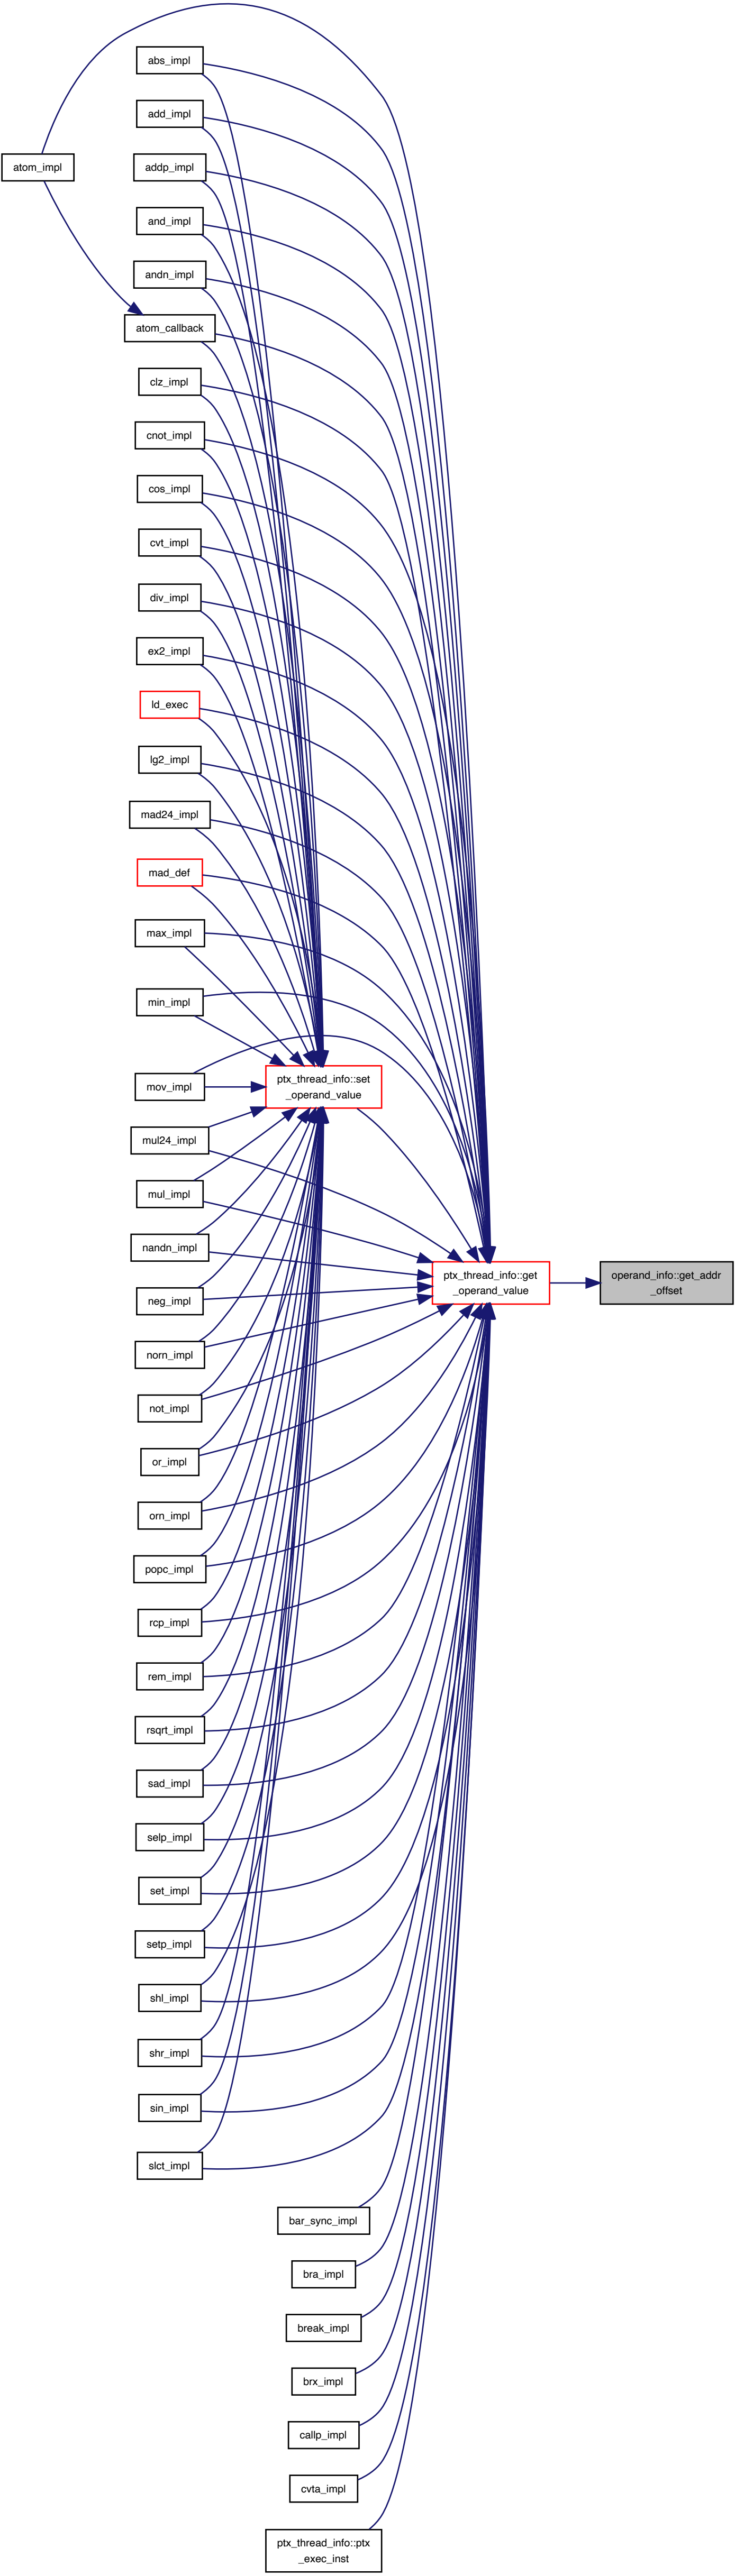 abs_impl
add_impl
atom_impl
addp_impl
and_impl
andn_impl
atom_callback
clz_impl
cnot_impl
cos_impl
cvt_impl
div_impl
ex2_impl
ld_exec
lg2_impl
mad24_impl
mad_def
max_impl
min_impl
mov_impl
ptx_thread_info::set
_operand_value
mul24_impl
mul_impl
nandn_impl
ptx_thread_info::get
_operand_value
operand_info::get_addr
_offset
neg_impl
norn_impl
not_impl
or_impl
orn_impl
popc_impl
rcp_impl
rem_impl
rsqrt_impl
sad_impl
selp_impl
set_impl
setp_impl
shl_impl
shr_impl
sin_impl
slct_impl
bar_sync_impl
bra_impl
break_impl
brx_impl
callp_impl
cvta_impl
ptx_thread_info::ptx
_exec_inst